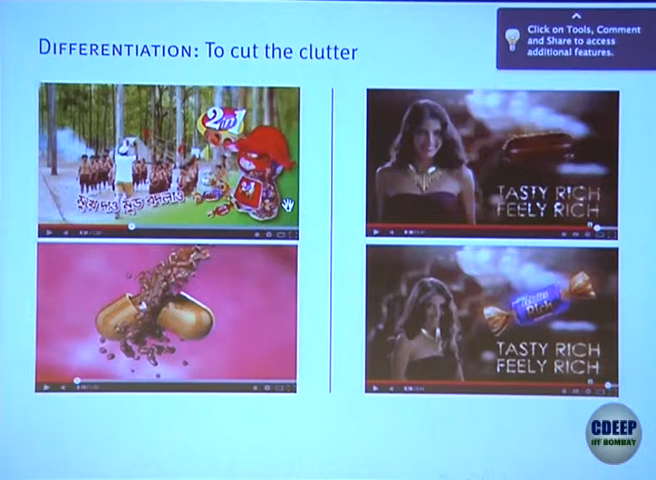 DIFFERENTIATION: To cut the clutter
Click on Tools, Comment
and Share to access
additional features.
2 in 1
TASTY RICH
FEELY RICH
Rich
TASTY RICH
FEELY RICH
CDEEP
IIT BOMBAY